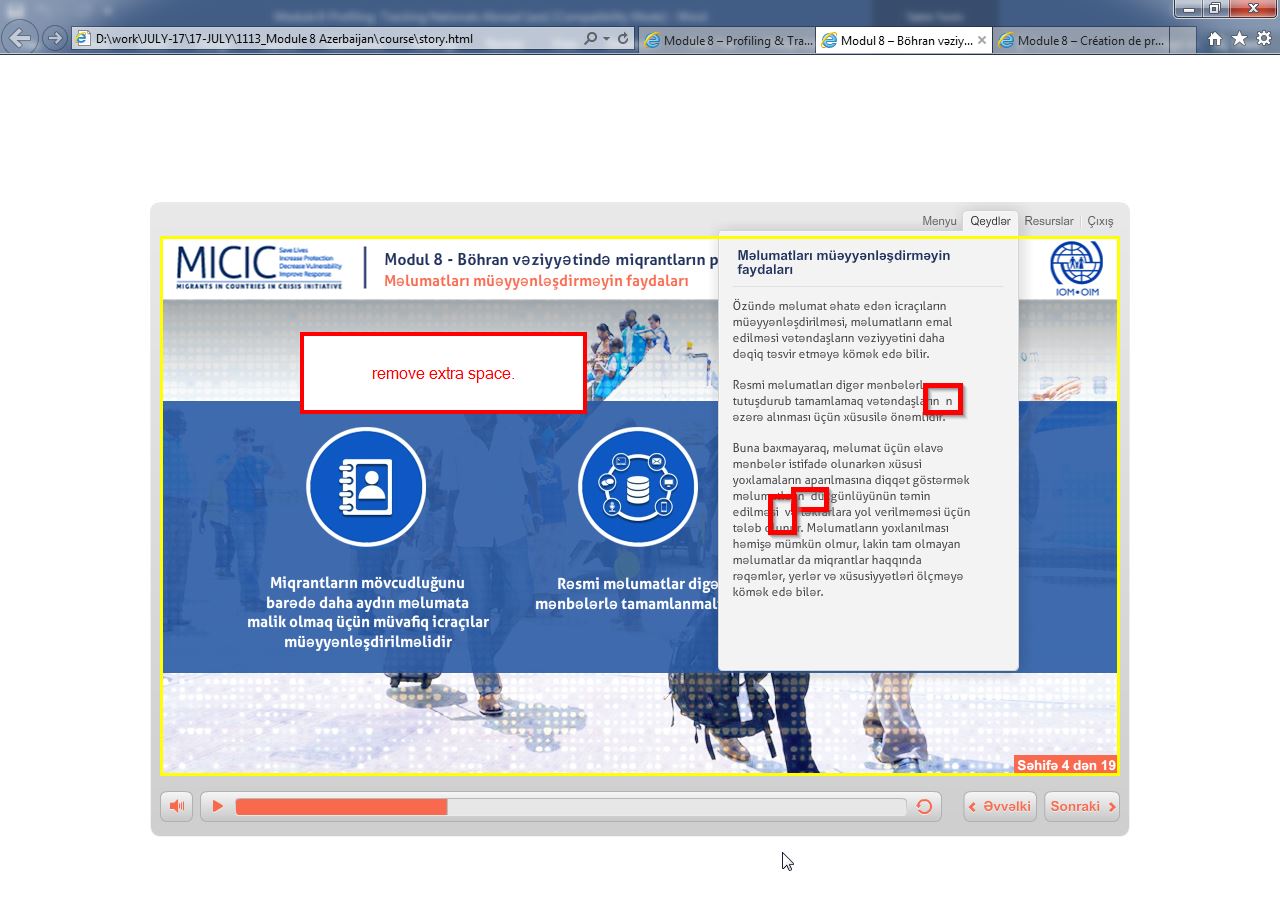 D:\work\JULY-17\17-JULY\1113_Module 8 Azerbaijan\course\story.html
Module 8 – Profiling & Tra...
Modul 8 – Böhran vəziy...
Module 8 – Création de pr...
Menyu
Qeydlər
Resurslar
Çıxış
MICIC
Save Lives
Increase Protection
Decrease Vulnerability
Improve Response
MIGRANTS IN COUNTRIES IN CRISIS INITIATIVE
Modul 8 - Böhran vəziyyətində miqrantların p
Məlumatları müəyyənləşdirməyin faydaları
IOM•OIM
remove extra space.
Miqrantların mövcudluğunu
barədə daha aydın məlumata
malik olmaq üçün müvafiq icraçılar
müəyyənləşdirilməlidir
Rəsmi məlumatlar digə
mənbələrlə tamamlanmal
Məlumatları müəyyənləşdirməyin
faydaları
Özündə məlumat əhatə edən icraçıların
müəyyənləşdirilməsi, məlumatların emal
edilməsi vətəndaşların vəziyyətini daha
dəqiq təsvir etməyə kömək edə bilir.
Rəsmi məlumatları digər mənbələrlə
tutuşdurub tamamlamaq vətəndaşların n
əzərə alınması üçün xüsusilə önəmlidir.
Buna baxmayaraq, məlumat üçün əlavə
mənbələr istifadə olunarkən xüsusi
yoxlamaların aparılmasına diqqət göstərmək
məlumatların düzgünlüyünün təmin
edilməsi və təkrarlara yol verilməməsi üçün
tələb olunur. Məlumatların yoxlanılması
həmişə mümkün olmur, lakin tam olmayan
məlumatlar da miqrantlar haqqında
rəqəmlər, yerlər və xüsusiyyətləri ölçməyə
kömək edə bilər.
Səhifə 4 dən 19
Əvvəlki
Sonraki